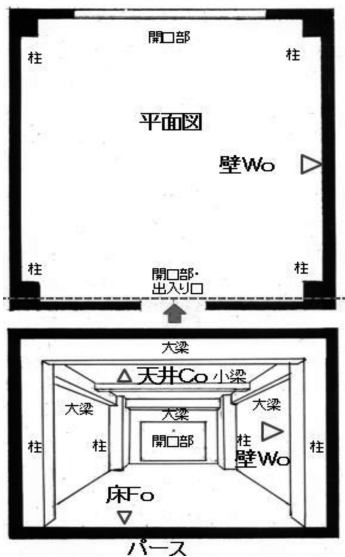 開口部
柱 柱
平面図
壁Wo
柱 柱
開口部・
出入り口
大梁
天井Co 小梁
大梁 大梁 大梁
柱 柱 開口部 柱 柱
壁Wo
床Fo
パース